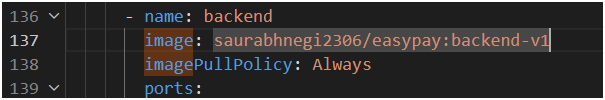 136 - name: backend
137 image: saurabhnegi2306/easypay:backend-v1
138 imagePullPolicy: Always
139 ports: